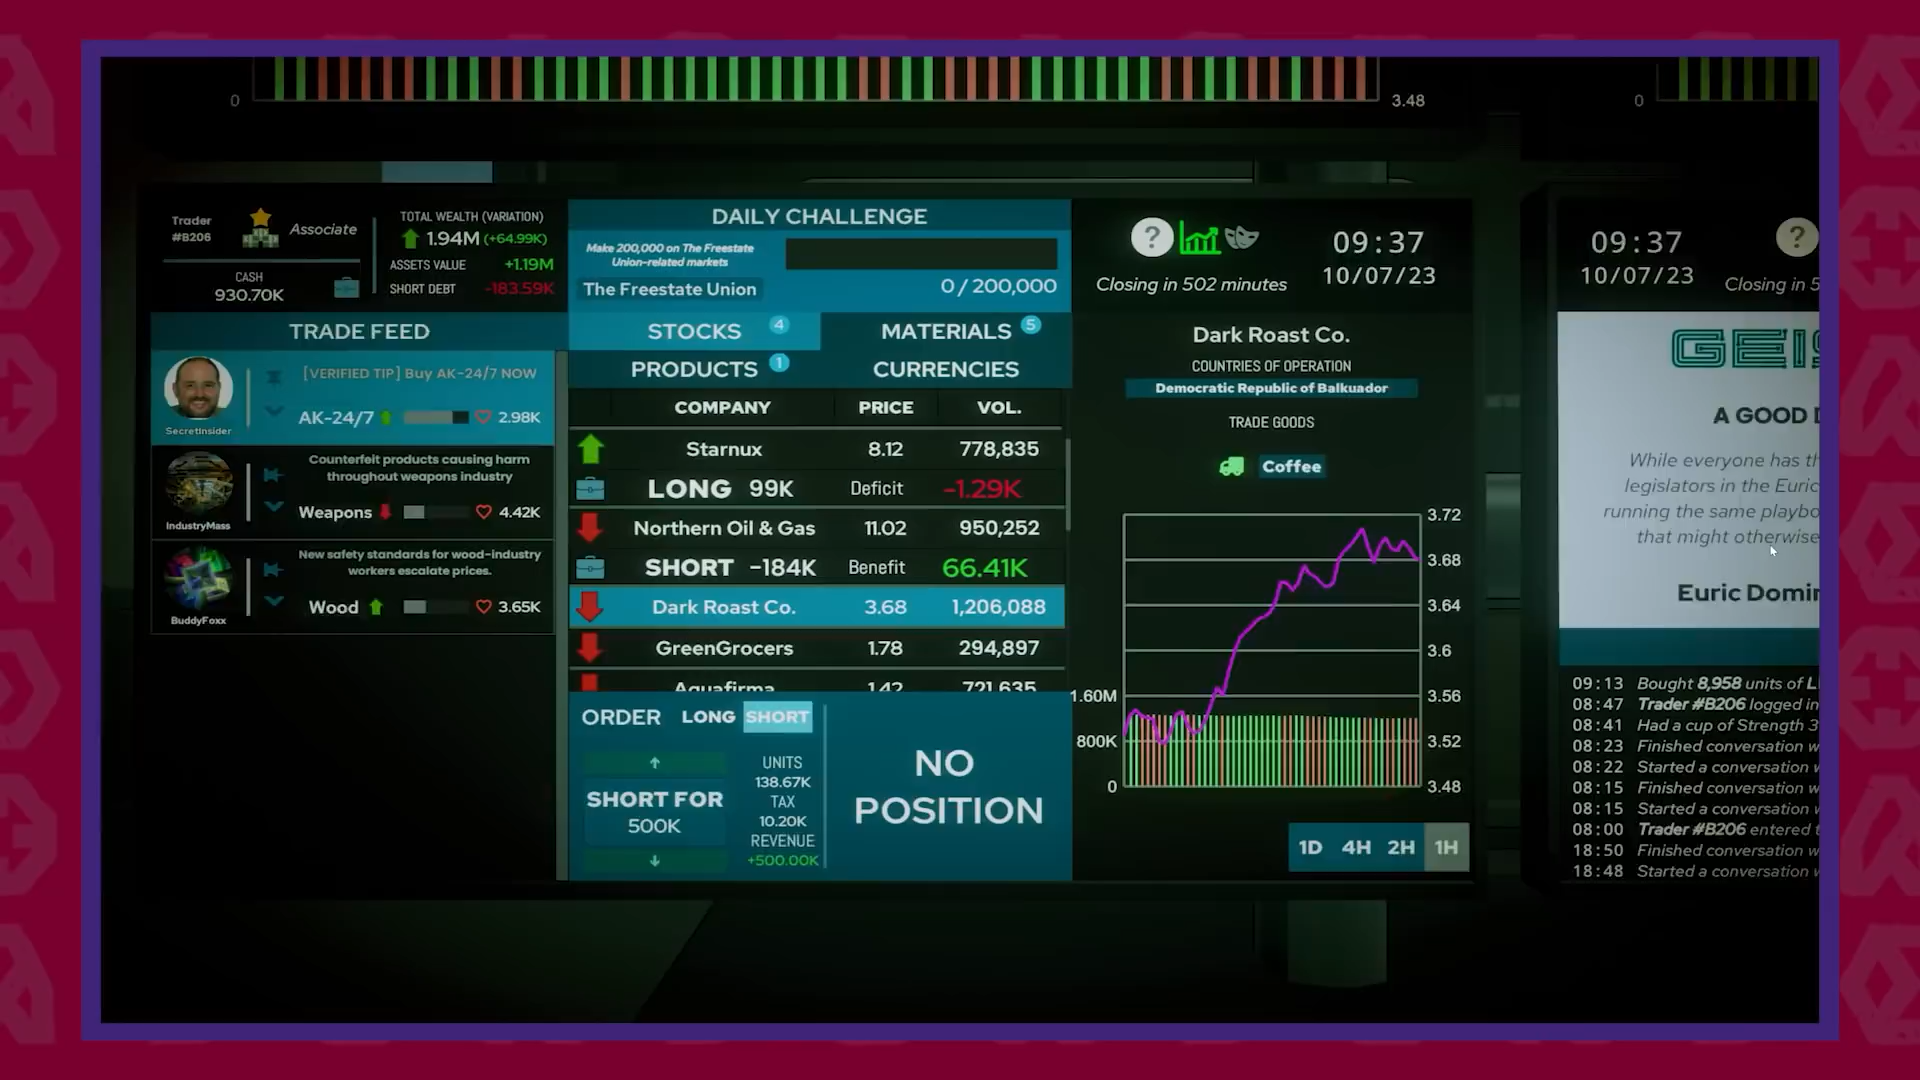 0
3.48
0
Trader
#B206
Associate
CASH
930.70K
TOTAL WEALTH (VARIATION)
1.94M (+64.99K)
ASSETS VALUE +1.19M
SHORT DEBT -183.59K
TRADE FEED
[VERIFIED TIP] Buy AK-24/7 NOW
AK-24/7 2.98K
SecretInsider
Counterfeit products causing harm
throughout weapons industry
Weapons 4.42K
IndustryMass
New safety standards for wood-industry
workers escalate prices.
Wood 3.65K
BuddyFoxx
DAILY CHALLENGE
Make 200,000 on The Freestate
Union-related markets
The Freestate Union 0 / 200,000
STOCKS 4 MATERIALS 5
PRODUCTS 1 CURRENCIES
COMPANY PRICE VOL.
Starnux 8.12 778,835
LONG 99K Deficit -1.29K
Northern Oil & Gas 11.02 950,252
SHORT -184K Benefit 66.41K
Dark Roast Co. 3.68 1,206,088
GreenGrocers 1.78 294,897
Aquafirma 1.42 721,635
ORDER LONG SHORT
SHORT FOR
500K
UNITS
138.67K
TAX
10.20K
REVENUE
+500.00K
NO
POSITION
?
09:37
10/07/23
Closing in 502 minutes
Dark Roast Co.
COUNTRIES OF OPERATION
Democratic Republic of Balkuador
TRADE GOODS
Coffee
3.72
3.68
3.64
3.6
3.56
3.52
3.48
1.60M
800K
0
1D 4H 2H 1H
09:37
10/07/23
?
Closing in 5
A GOOD
While everyone has
legislators in the Euric
running the same
that might otherwise
Euric
09:13 Bought 8,958 units of
08:47 Trader #B206 logged in
08:41 Had a cup of Strength 3
08:23 Finished conversation
08:22 Started a conversation
08:15 Finished conversation
08:15 Started a conversation
08:00 Trader #B206 entered
18:50 Finished conversation
18:48 Started a conversation